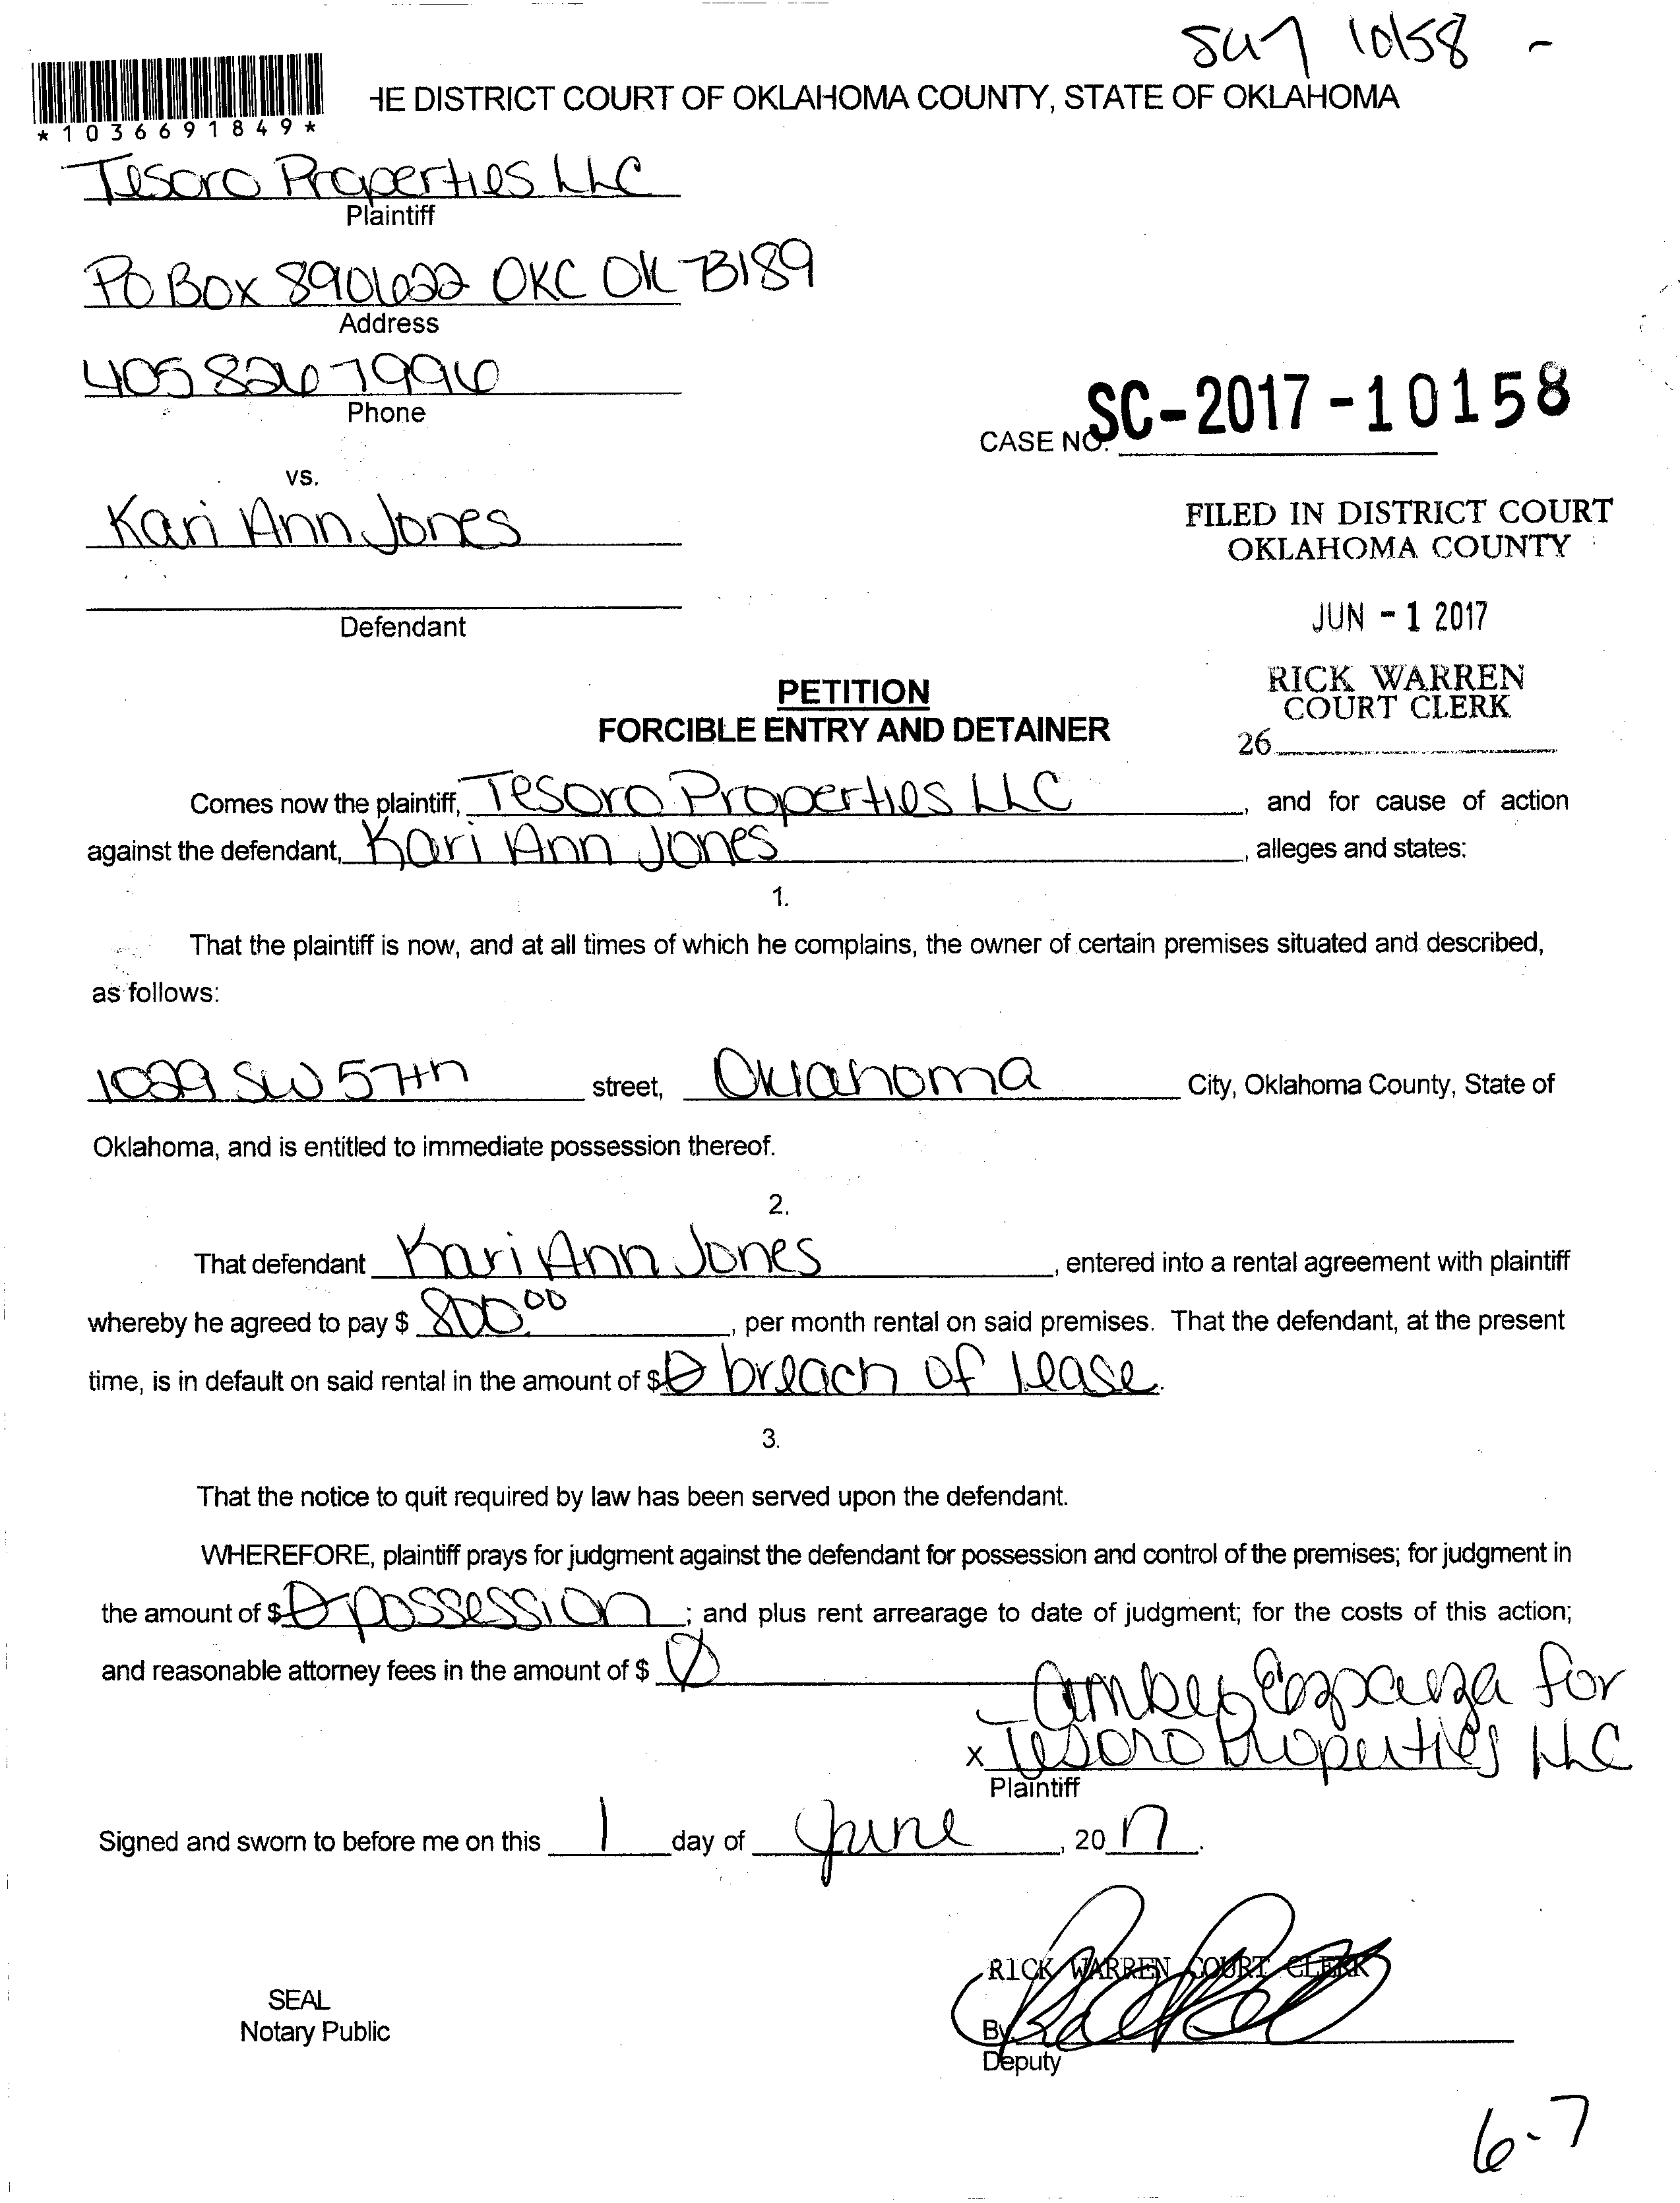 SC17 10158 -
*1036691849*
HE DISTRICT COURT OF OKLAHOMA COUNTY, STATE OF OKLAHOMA
Tesoro Properties LLC
Plaintiff
PO BOX 890622 OKC OK 73189
Address
405 826 7996
Phone
CASE NO. SC-2017-10158
vs.
Kari Ann Jones
FILED IN DISTRICT COURT
OKLAHOMA COUNTY
Defendant
JUN -1 2017
RICK WARREN
COURT CLERK
26
PETITION
FORCIBLE ENTRY AND DETAINER
Comes now the plaintiff, Tesoro Properties LLC, and for cause of action
against the defendant, Kari Ann Jones, alleges and states:
1.
That the plaintiff is now, and at all times of which he complains, the owner of certain premises situated and described,
as follows:
1029 SW 57th street, Oklahoma City, Oklahoma County, State of
Oklahoma, and is entitled to immediate possession thereof.
2.
That defendant Kari Ann Jones, entered into a rental agreement with plaintiff
whereby he agreed to pay $ 800.00, per month rental on said premises. That the defendant, at the present
time, is in default on said rental in the amount of $ 0 breach of lease.
3.
That the notice to quit required by law has been served upon the defendant.
WHEREFORE, plaintiff prays for judgment against the defendant for possession and control of the premises; for judgment in
the amount of $ 0 possession; and plus rent arrearage to date of judgment; for the costs of this action;
and reasonable attorney fees in the amount of $ 0
Amber Esparza for
x Tesoro Properties LLC
Plaintiff
Signed and sworn to before me on this 1 day of June, 2017.
RICK WARREN COURT CLERK
SEAL
Notary Public
By
Deputy
6-7